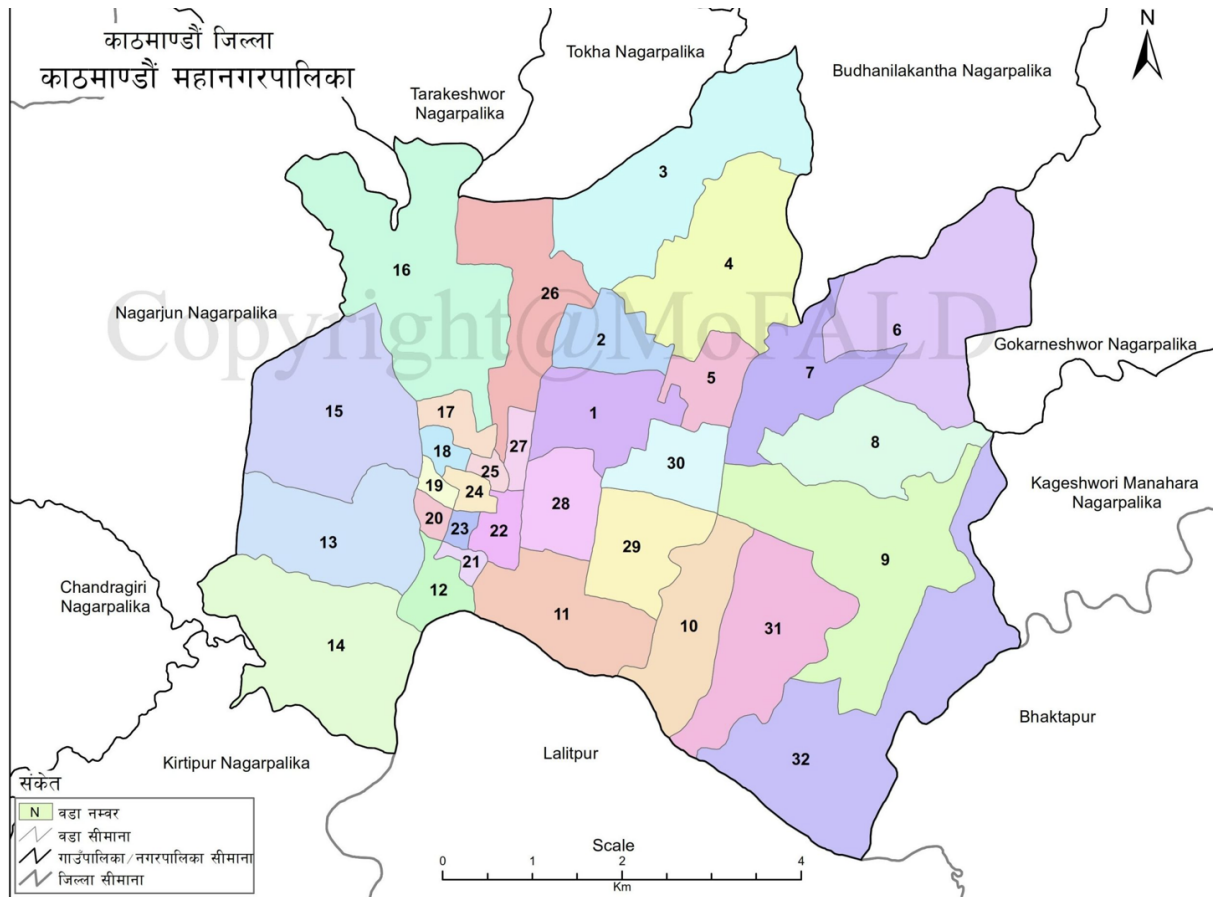 काठमाण्डौं जिल्ला
काठमाण्डौं महानगरपालिका
N
Tokha Nagarpalika
Budhanilakantha Nagarpalika
Tarakeshwor
Nagarpalika
3
4
16
26
6
Nagarjun Nagarpalika
Copyright@MoFALD
2
Gokarneshwor Nagarpalika
5
7
15
1
17
8
27
18
30
25
19
24
Kageshwori Manahara
Nagarpalika
28
20
23
22
13
29
9
21
Chandragiri
Nagarpalika
12
11
10
31
14
Bhaktapur
Kirtipur Nagarpalika
Lalitpur
32
संकेत
N वडा नम्बर
वडा सीमाना
गाउँपालिका/नगरपालिका सीमाना
जिल्ला सीमाना
Scale
0 1 2 4
Km